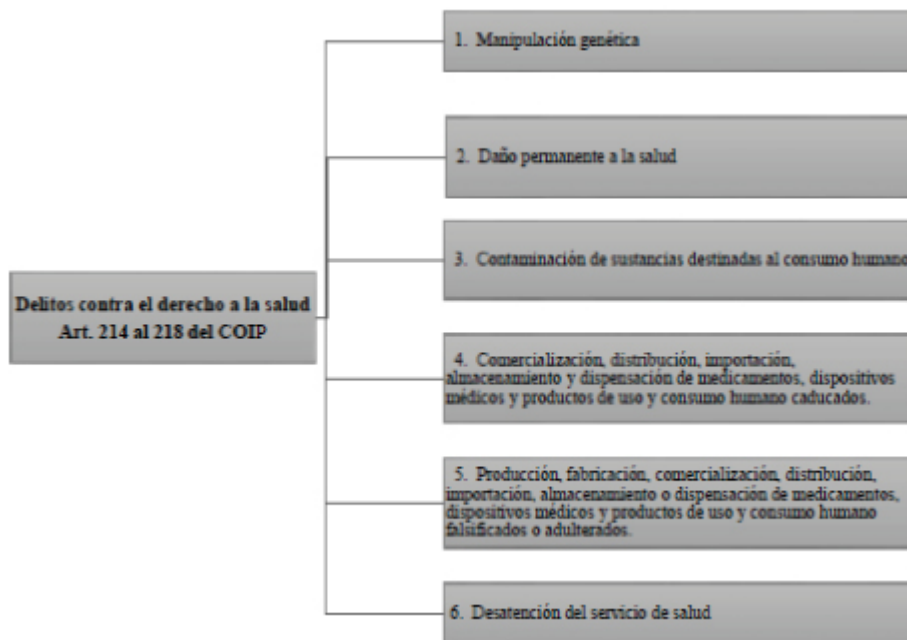 1. Manipulación genética
2. Daño permanente a la salud
3. Contaminación de sustancias destinadas al consumo humano
Delitos contra el derecho a la salud
Art. 214 al 218 del COIP
4. Comercialización, distribución, importación,
almacenamiento y dispensación de medicamentos, dispositivos
médicos y productos de uso y consumo humano caducados.
5. Producción, fabricación, comercialización, distribución,
importación, almacenamiento o dispensación de medicamentos,
dispositivos médicos y productos de uso y consumo humano
falsificados o adulterados.
6. Desatención del servicio de salud